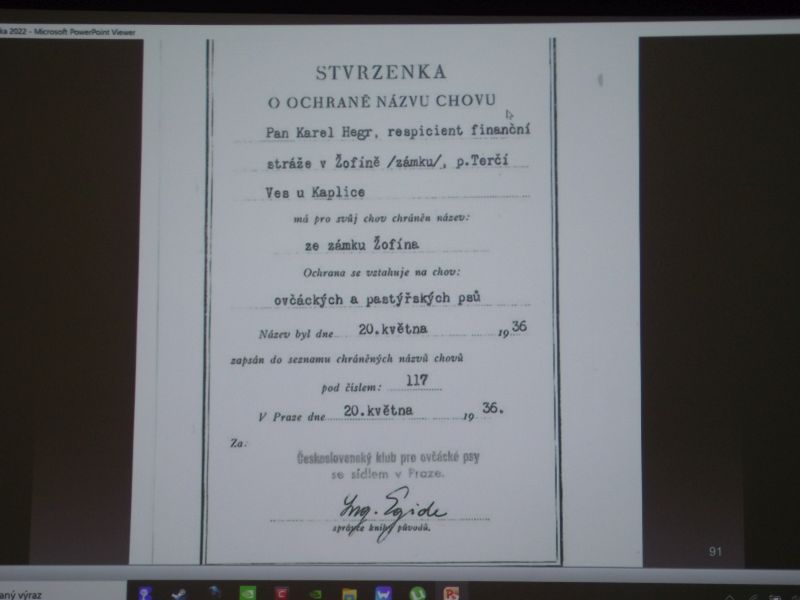 ka 2022 - Microsoft PowerPoint Viewer
STVRZENKA
O OCHRANĚ NÁZVU CHOVU
Pan Karel Hegr, respicient finanční
stráže v Žofíně /zámku/, p.Terčí
Ves u Kaplice
má pro svůj chov chráněn název:
ze zámku Žofína
Ochrana se vztahuje na chov:
ovčáckých a pastýřských psů
Název byl dne 20.května 1936
zapsán do seznamu chráněných názvů chovů
pod číslem: 117
V Praze dne 20.května 1936.
Za:
Československý klub pro ovčácké psy
se sídlem v Praze.
Ing. Egide
správce knihy původů.
91
aný výraz